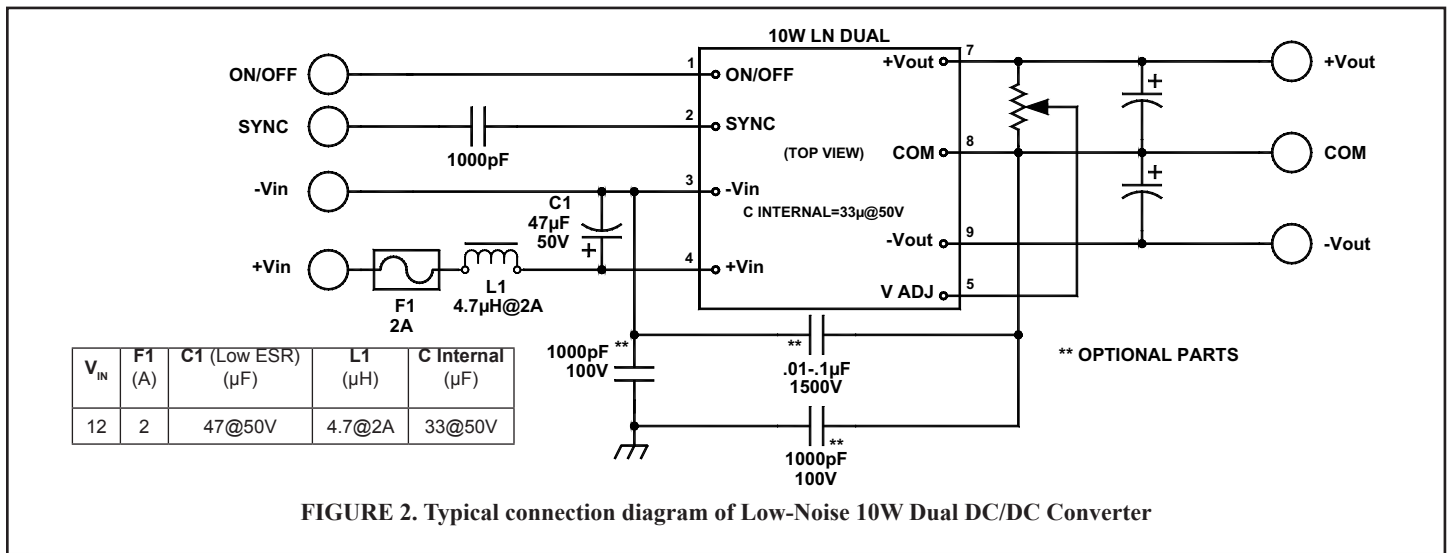 10W LN DUAL
ON/OFF
1
ON/OFF
+Vout
7
+Vout
SYNC
1000pF
2
SYNC
(TOP VIEW)
COM
8
COM
-Vin
3
-Vin
C INTERNAL=33µ@50V
C1
47µF
50V
+
+
+
-Vout
9
-Vout
+Vin
4
+Vin
F1
2A
L1
4.7µH@2A
V ADJ
5
1000pF **
100V
**
.01-.1µF
1500V
** OPTIONAL PARTS
**
1000pF
100V
VIN F1 (A) C1 (Low ESR) (µF) L1 (µH) C Internal (µF)
12 2 47@50V 4.7@2A 33@50V
FIGURE 2. Typical connection diagram of Low-Noise 10W Dual DC/DC Converter